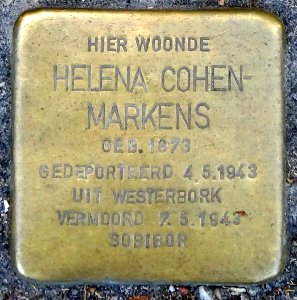 HIER WOONDE
HELENA COHEN-
MARKENS
GEB. 1873
GEDEPORTEERD 4.5.1943
UIT WESTERBORK
VERMOORD 7.5.1943
SOBIBOR